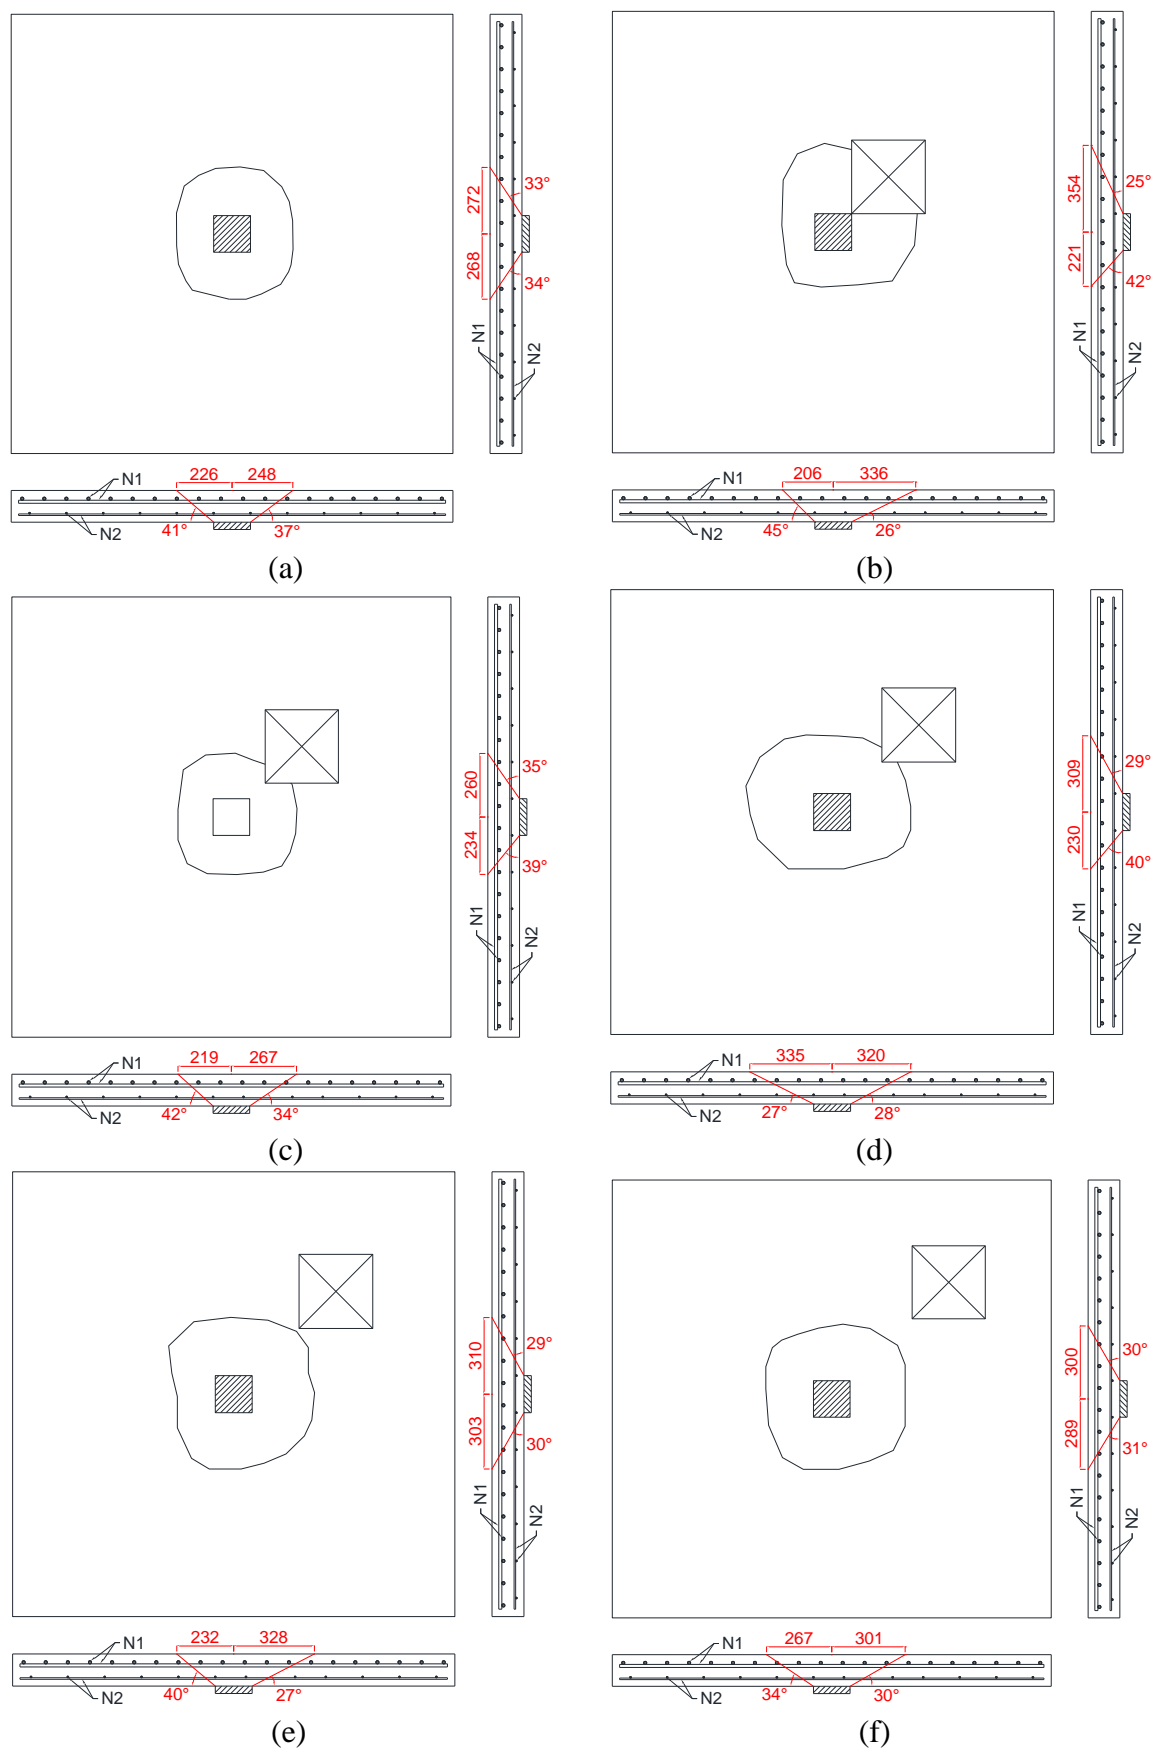 272
268
33°
34°
N1
N2
226 248
N1
N2
41°
37°
(a)
354
221
25°
42°
N1
N2
206 336
N1
N2
45°
26°
(b)
260
234
35°
39°
N1
N2
219 267
N1
N2
42°
34°
(c)
309
230
29°
40°
N1
N2
335 320
N1
N2
27°
28°
(d)
310
303
29°
30°
N1
N2
232 328
N1
N2
40°
27°
(e)
300
289
30°
31°
N1
N2
267 301
N1
N2
34°
30°
(f)